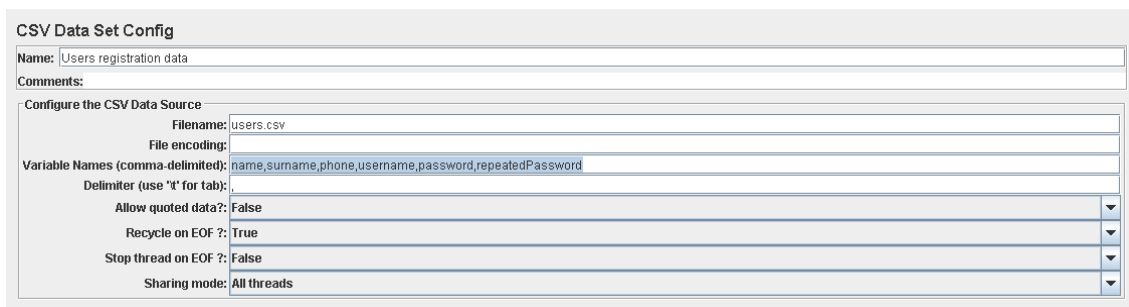 CSV Data Set Config
Name: Users registration data
Comments:
Configure the CSV Data Source
Filename: users.csv
File encoding:
Variable Names (comma-delimited): name,surname,phone,username,password,repeatedPassword
Delimiter (use '\t' for tab): ,
Allow quoted data?: False
Recycle on EOF ?: True
Stop thread on EOF ?: False
Sharing mode: All threads